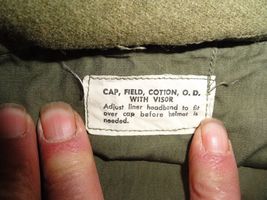 CAP, FIELD, COTTON, O. D.
WITH VISOR
Adjust liner headband to fit
over cap before helmet is
needed.